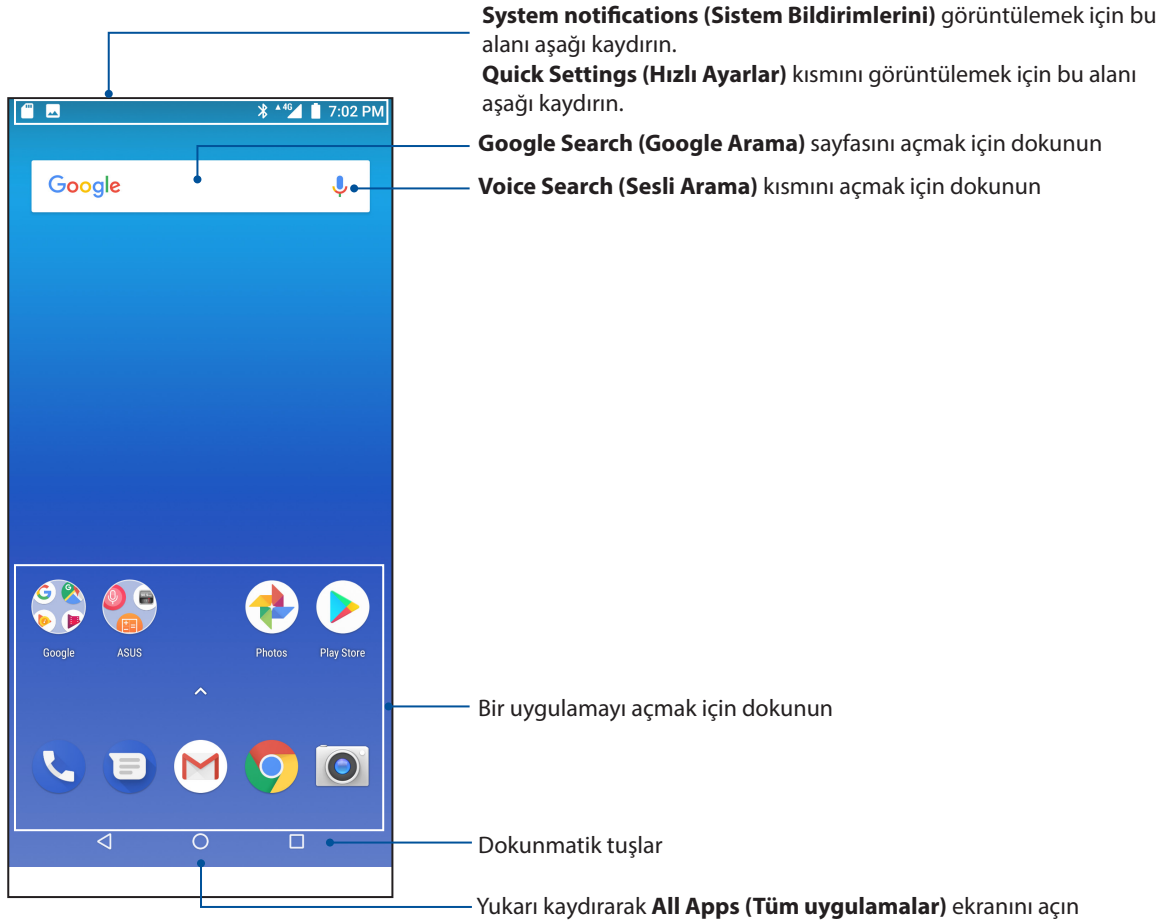 System notifications (Sistem Bildirimlerini) görüntülemek için bu
alanı aşağı kaydırın.
Quick Settings (Hızlı Ayarlar) kısmını görüntülemek için bu alanı
aşağı kaydırın.
4G 7:02 PM
Google Search (Google Arama) sayfasını açmak için dokunun
Google
Voice Search (Sesli Arama) kısmını açmak için dokunun
Google ASUS Photos Play Store
Bir uygulamayı açmak için dokunun
Dokunmatik tuşlar
Yukarı kaydırarak All Apps (Tüm uygulamalar) ekranını açın